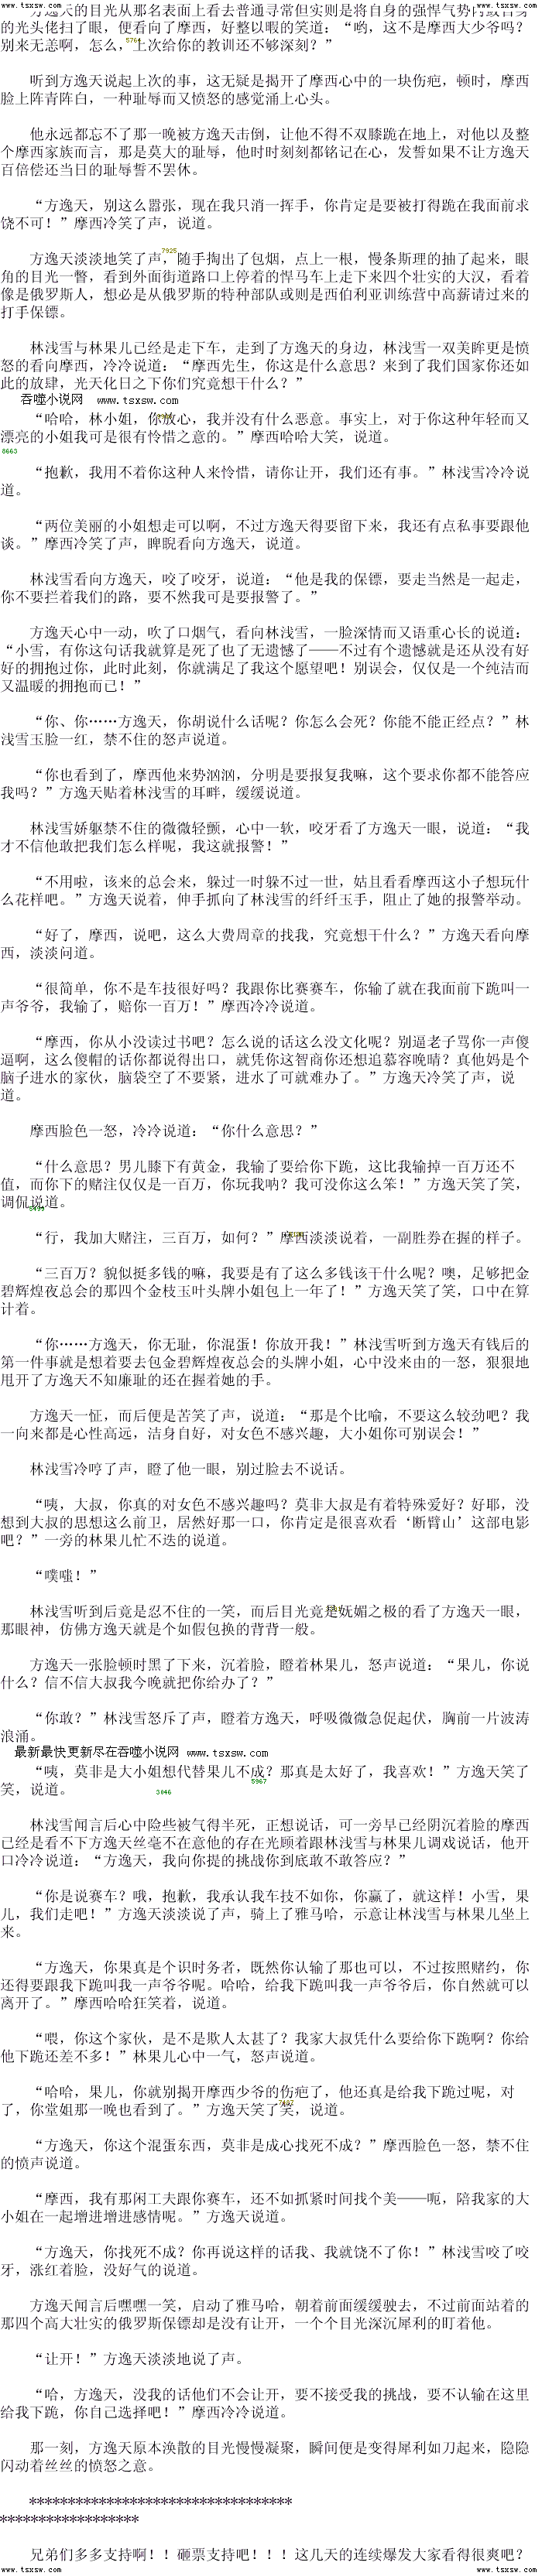 www.tsxsw.com www.tsxsw.com
方逸天的目光从那名表面上看去普通寻常但实则是将自身的强悍气势内敛自身
的光头佬扫了眼，便看向了摩西，好整以暇的笑道：“哟，这不是摩西大少爷吗？
别来无恙啊，怎么，上次给你的教训还不够深刻？”
听到方逸天说起上次的事，这无疑是揭开了摩西心中的一块伤疤，顿时，摩西
脸上阵青阵白，一种耻辱而又愤怒的感觉涌上心头。
他永远都忘不了那一晚被方逸天击倒，让他不得不双膝跪在地上，对他以及整
个摩西家族而言，那是莫大的耻辱，他时时刻刻都铭记在心，发誓如果不让方逸天
百倍偿还当日的耻辱誓不罢休。
“方逸天，别这么嚣张，现在我只消一挥手，你肯定是要被打得跪在我面前求
饶不可！”摩西冷笑了声，说道。
7925
方逸天淡淡地笑了声，随手掏出了包烟，点上一根，慢条斯理的抽了起来，眼
角的目光一瞥，看到外面街道路口上停着的悍马车上走下来四个壮实的大汉，看着
像是俄罗斯人，想必是从俄罗斯的特种部队或则是西伯利亚训练营中高薪请过来的
打手保镖。
林浅雪与林果儿已经是走下车，走到了方逸天的身边，林浅雪一双美眸更是愤
怒的看向摩西，冷冷说道：“摩西先生，你这是什么意思？来到了我们国家你还如
此的放肆，光天化日之下你们究竟想干什么？”
吞噬小说网 www.tsxsw.com
“哈哈，林小姐，你放心，我并没有什么恶意。事实上，对于你这种年轻而又
漂亮的小姐我可是很有怜惜之意的。”摩西哈哈大笑，说道。
8663
“抱歉，我用不着你这种人来怜惜，请你让开，我们还有事。”林浅雪冷冷说
道。
“两位美丽的小姐想走可以啊，不过方逸天得要留下来，我还有点私事要跟他
谈。”摩西冷笑了声，睥睨看向方逸天，说道。
林浅雪看向方逸天，咬了咬牙，说道：“他是我的保镖，要走当然是一起走，
你不要拦着我们的路，要不然我可是要报警了。”
方逸天心中一动，吹了口烟气，看向林浅雪，一脸深情而又语重心长的说道：
“小雪，有你这句话我就算是死了也了无遗憾了——不过有个遗憾就是还从没有好
好的拥抱过你，此时此刻，你就满足了我这个愿望吧！别误会，仅仅是一个纯洁而
又温暖的拥抱而已！”
“你、你……方逸天，你胡说什么话呢？你怎么会死？你能不能正经点？”林
浅雪玉脸一红，禁不住的怒声说道。
“你也看到了，摩西他来势汹汹，分明是要报复我嘛，这个要求你都不能答应
我吗？”方逸天贴着林浅雪的耳畔，缓缓说道。
林浅雪娇躯禁不住的微微轻颤，心中一软，咬牙看了方逸天一眼，说道：“我
才不信他敢把我们怎么样呢，我这就报警！”
“不用啦，该来的总会来，躲过一时躲不过一世，姑且看看摩西这小子想玩什
么花样吧。”方逸天说着，伸手抓向了林浅雪的纤纤玉手，阻止了她的报警举动。
“好了，摩西，说吧，这么大费周章的找我，究竟想干什么？”方逸天看向摩
西，淡淡问道。
“很简单，你不是车技很好吗？我跟你比赛赛车，你输了就在我面前下跪叫一
声爷爷，我输了，赔你一百万！”摩西冷冷说道。
“摩西，你从小没读过书吧？怎么说的话这么没文化呢？别逼老子骂你一声傻
逼啊，这么傻帽的话你都说得出口，就凭你这智商你还想追慕容晚晴？真他妈是个
脑子进水的家伙，脑袋空了不要紧，进水了可就难办了。”方逸天冷笑了声，说
道。
摩西脸色一怒，冷冷说道：“你什么意思？”
“什么意思？男儿膝下有黄金，我输了要给你下跪，这比我输掉一百万还不
值，而你下的赌注仅仅是一百万，你玩我呐？我可没你这么笨！”方逸天笑了笑，
调侃说道。
“行，我加大赌注，三百万，如何？”摩西淡淡说着，一副胜券在握的样子。
“三百万？貌似挺多钱的嘛，我要是有了这么多钱该干什么呢？噢，足够把金
碧辉煌夜总会的那四个金枝玉叶头牌小姐包上一年了！”方逸天笑了笑，口中在算
计着。
“你……方逸天，你无耻，你混蛋！你放开我！”林浅雪听到方逸天有钱后的
第一件事就是想着要去包金碧辉煌夜总会的头牌小姐，心中没来由的一怒，狠狠地
甩开了方逸天不知廉耻的还在握着她的手。
方逸天一怔，而后便是苦笑了声，说道：“那是个比喻，不要这么较劲吧？我
一向来都是心性高远，洁身自好，对女色不感兴趣，大小姐你可别误会！”
林浅雪冷哼了声，瞪了他一眼，别过脸去不说话。
“咦，大叔，你真的对女色不感兴趣吗？莫非大叔是有着特殊爱好？好耶，没
想到大叔的思想这么前卫，居然好那一口，你肯定是很喜欢看‘断臂山’这部电影
吧？”一旁的林果儿忙不迭的说道。
“噗嗤！”
林浅雪听到后竟是忍不住的一笑，而后目光竟是妩媚之极的看了方逸天一眼，
那眼神，仿佛方逸天就是个如假包换的背背一般。
方逸天一张脸顿时黑了下来，沉着脸，瞪着林果儿，怒声说道：“果儿，你说
什么？信不信大叔我今晚就把你给办了？”
“你敢？”林浅雪怒斥了声，瞪着方逸天，呼吸微微急促起伏，胸前一片波涛
浪涌。
最新最快更新尽在吞噬小说网 www.tsxsw.com
“咦，莫非是大小姐想代替果儿不成？那真是太好了，我喜欢！”方逸天笑了
5967
笑，说道。
3046
林浅雪闻言后心中险些被气得半死，正想说话，可一旁早已经阴沉着脸的摩西
已经是看不下方逸天丝毫不在意他的存在光顾着跟林浅雪与林果儿调戏说话，他开
口冷冷说道：“方逸天，我向你提的挑战你到底敢不敢答应？”
“你是说赛车？哦，抱歉，我承认我车技不如你，你赢了，就这样！小雪，果
儿，我们走吧！”方逸天淡淡说了声，骑上了雅马哈，示意让林浅雪与林果儿坐上
来。
“方逸天，你果真是个识时务者，既然你认输了那也可以，不过按照赌约，你
还得要跟我下跪叫我一声爷爷呢。哈哈，给我下跪叫我一声爷爷后，你自然就可以
离开了。”摩西哈哈狂笑着，说道。
“喂，你这个家伙，是不是欺人太甚了？我家大叔凭什么要给你下跪啊？你给
他下跪还差不多！”林果儿心中一气，怒声说道。
“哈哈，果儿，你就别揭开摩西少爷的伤疤了，他还真是给我下跪过呢，对
了，你堂姐那一晚也看到了。”方逸天笑了笑，说道。
“方逸天，你这个混蛋东西，莫非是成心找死不成？”摩西脸色一怒，禁不住
的愤声说道。
“摩西，我有那闲工夫跟你赛车，还不如抓紧时间找个美——呃，陪我家的大
小姐在一起增进增进感情呢。”方逸天说道。
“方逸天，你找死不成？你再说这样的话我、我就饶不了你！”林浅雪咬了咬
牙，涨红着脸，没好气的说道。
方逸天闻言后嘿嘿一笑，启动了雅马哈，朝着前面缓缓驶去，不过前面站着的
那四个高大壮实的俄罗斯保镖却是没有让开，一个个目光深沉犀利的盯着他。
“让开！”方逸天淡淡地说了声。
“哈，方逸天，没我的话他们不会让开，要不接受我的挑战，要不认输在这里
给我下跪，你自己选择吧！”摩西冷冷说道。
那一刻，方逸天原本涣散的目光慢慢凝聚，瞬间便是变得犀利如刀起来，隐隐
闪动着丝丝的愤怒之意。
**********************************
******************
兄弟们多多支持啊！！砸票支持吧！！！这几天的连续爆发大家看得很爽吧？
www.tsxsw.com www.tsxsw.com